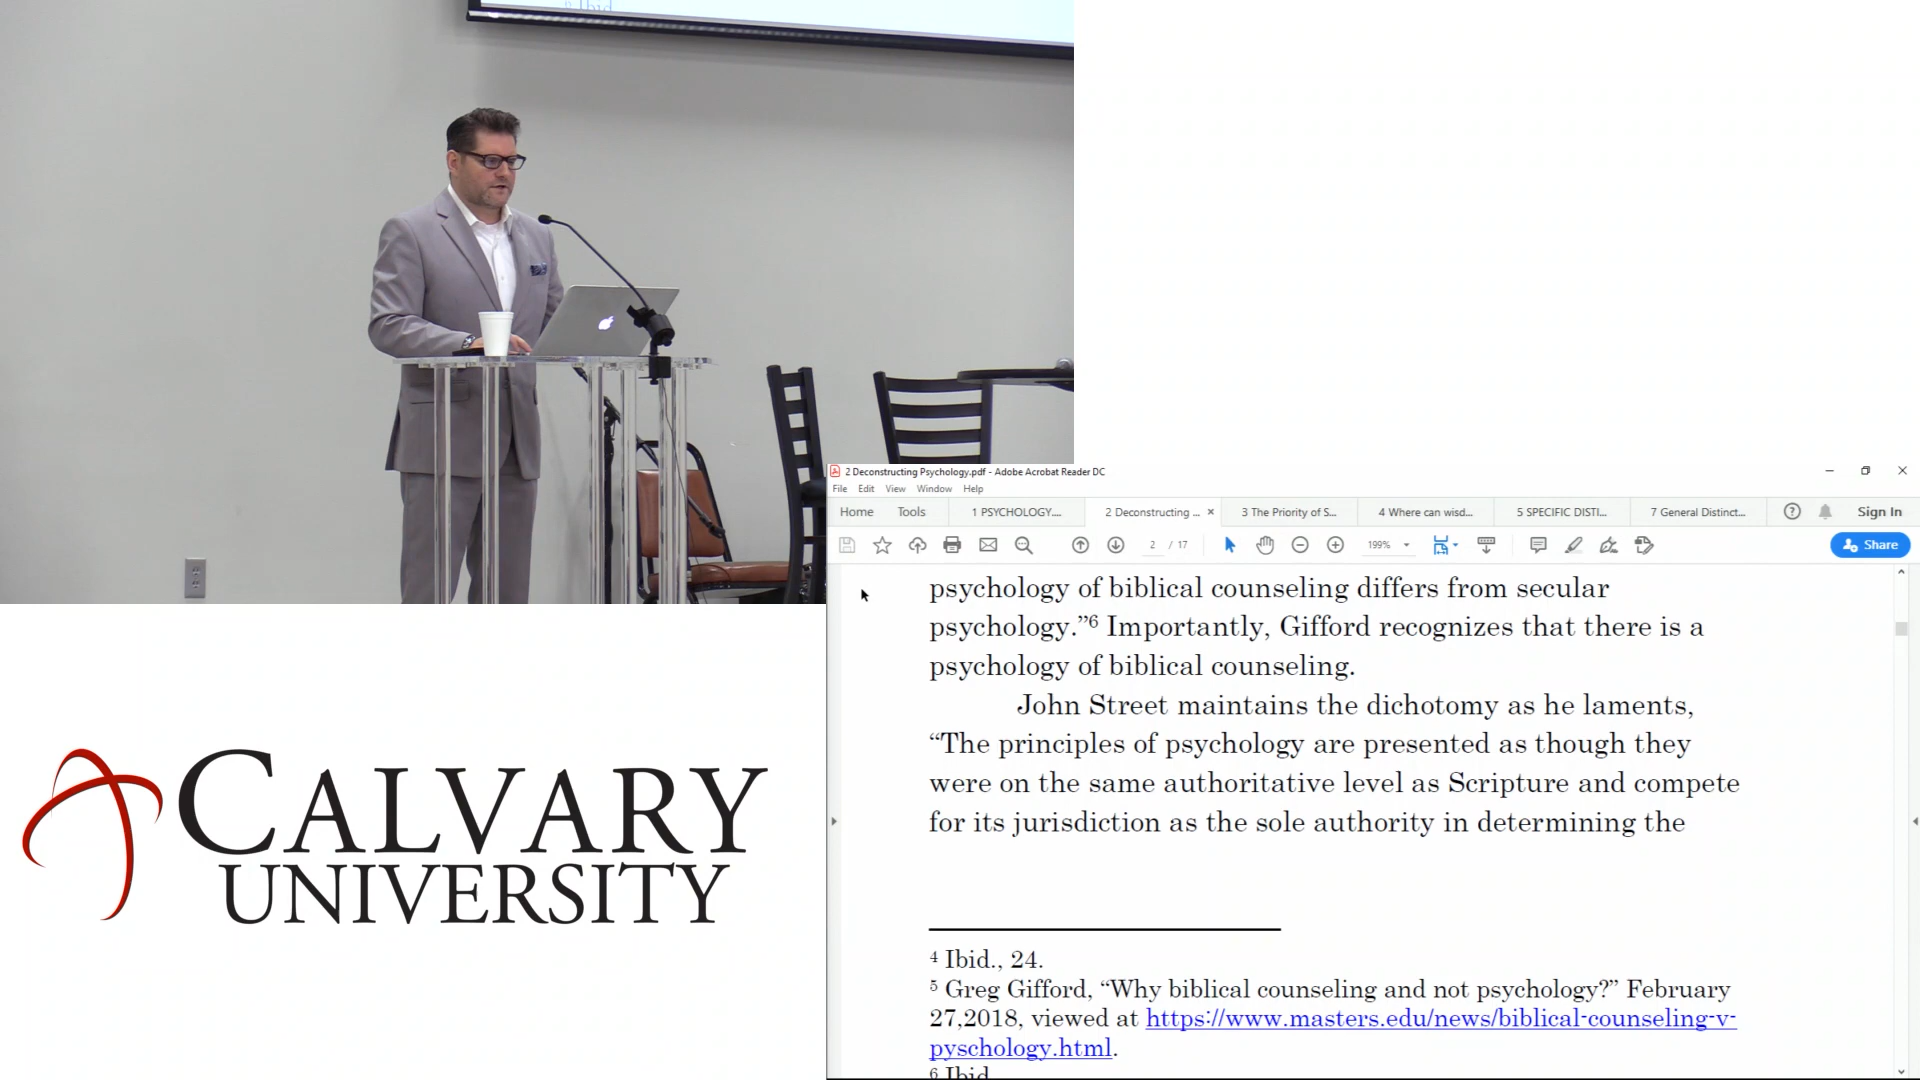 6 Ibid
2 Deconstructing Psychology.pdf - Adobe Acrobat Reader DC
File Edit View Window Help
Home Tools 1 PSYCHOLOGY.... 2 Deconstructing ... × 3 The Priority of S... 4 Where can wisd... 5 SPECIFIC DISTI... 7 General Distinct... Sign In
2 / 17 199% Share
psychology of biblical counseling differs from secular
psychology.”6 Importantly, Gifford recognizes that there is a
psychology of biblical counseling.
John Street maintains the dichotomy as he laments,
“The principles of psychology are presented as though they
were on the same authoritative level as Scripture and compete
for its jurisdiction as the sole authority in determining the
4 Ibid., 24.
5 Greg Gifford, “Why biblical counseling and not psychology?” February
27,2018, viewed at https://www.masters.edu/news/biblical-counseling-v-
pyschology.html.
6 Ibid
CALVARY
UNIVERSITY